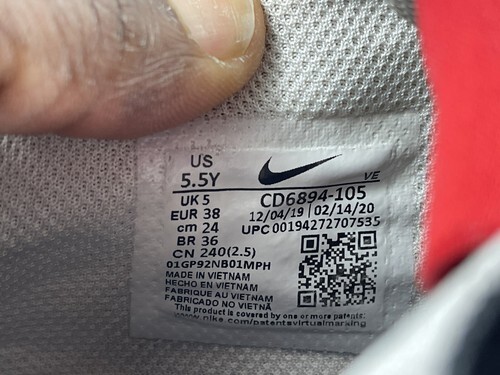 US
5.5Y
VE
UK 5
CD6894-105
EUR 38
12/04/19 | 02/14/20
cm 24
UPC 00194272707535
BR 36
CN 240(2.5)
01GP92NB01MPH
MADE IN VIETNAM
HECHO EN VIETNAM
FABRIQUE AU VIETNAM
FABRICADO NO VIETNÃ
This product is covered by one or more patents:
www.nike.com/patentsvirtualmarking